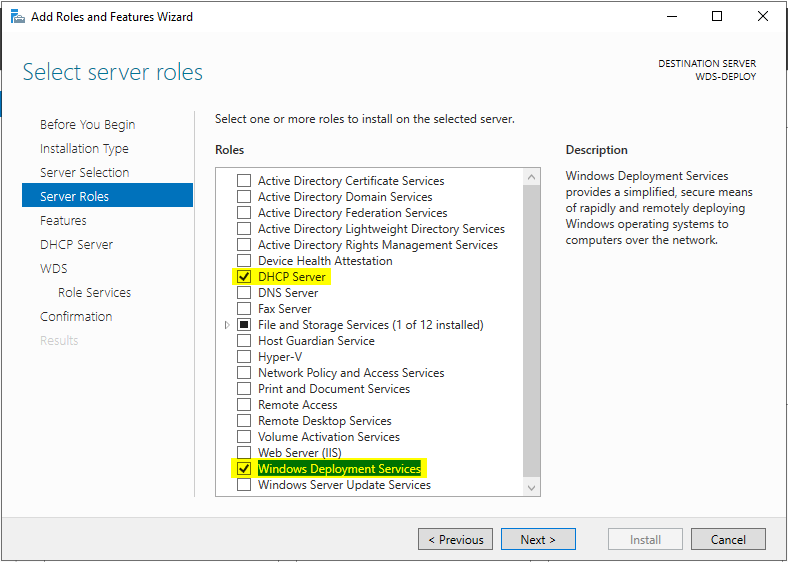 Add Roles and Features Wizard
Select server roles
DESTINATION SERVER
WDS-DEPLOY
Before You Begin
Installation Type
Server Selection
Server Roles
Features
DHCP Server
WDS
Role Services
Confirmation
Results
Select one or more roles to install on the selected server.
Roles
Active Directory Certificate Services
Active Directory Domain Services
Active Directory Federation Services
Active Directory Lightweight Directory Services
Active Directory Rights Management Services
Device Health Attestation
DHCP Server
DNS Server
Fax Server
File and Storage Services (1 of 12 installed)
Host Guardian Service
Hyper-V
Network Policy and Access Services
Print and Document Services
Remote Access
Remote Desktop Services
Volume Activation Services
Web Server (IIS)
Windows Deployment Services
Windows Server Update Services
Description
Windows Deployment Services
provides a simplified, secure means
of rapidly and remotely deploying
Windows operating systems to
computers over the network.
< Previous
Next >
Install
Cancel